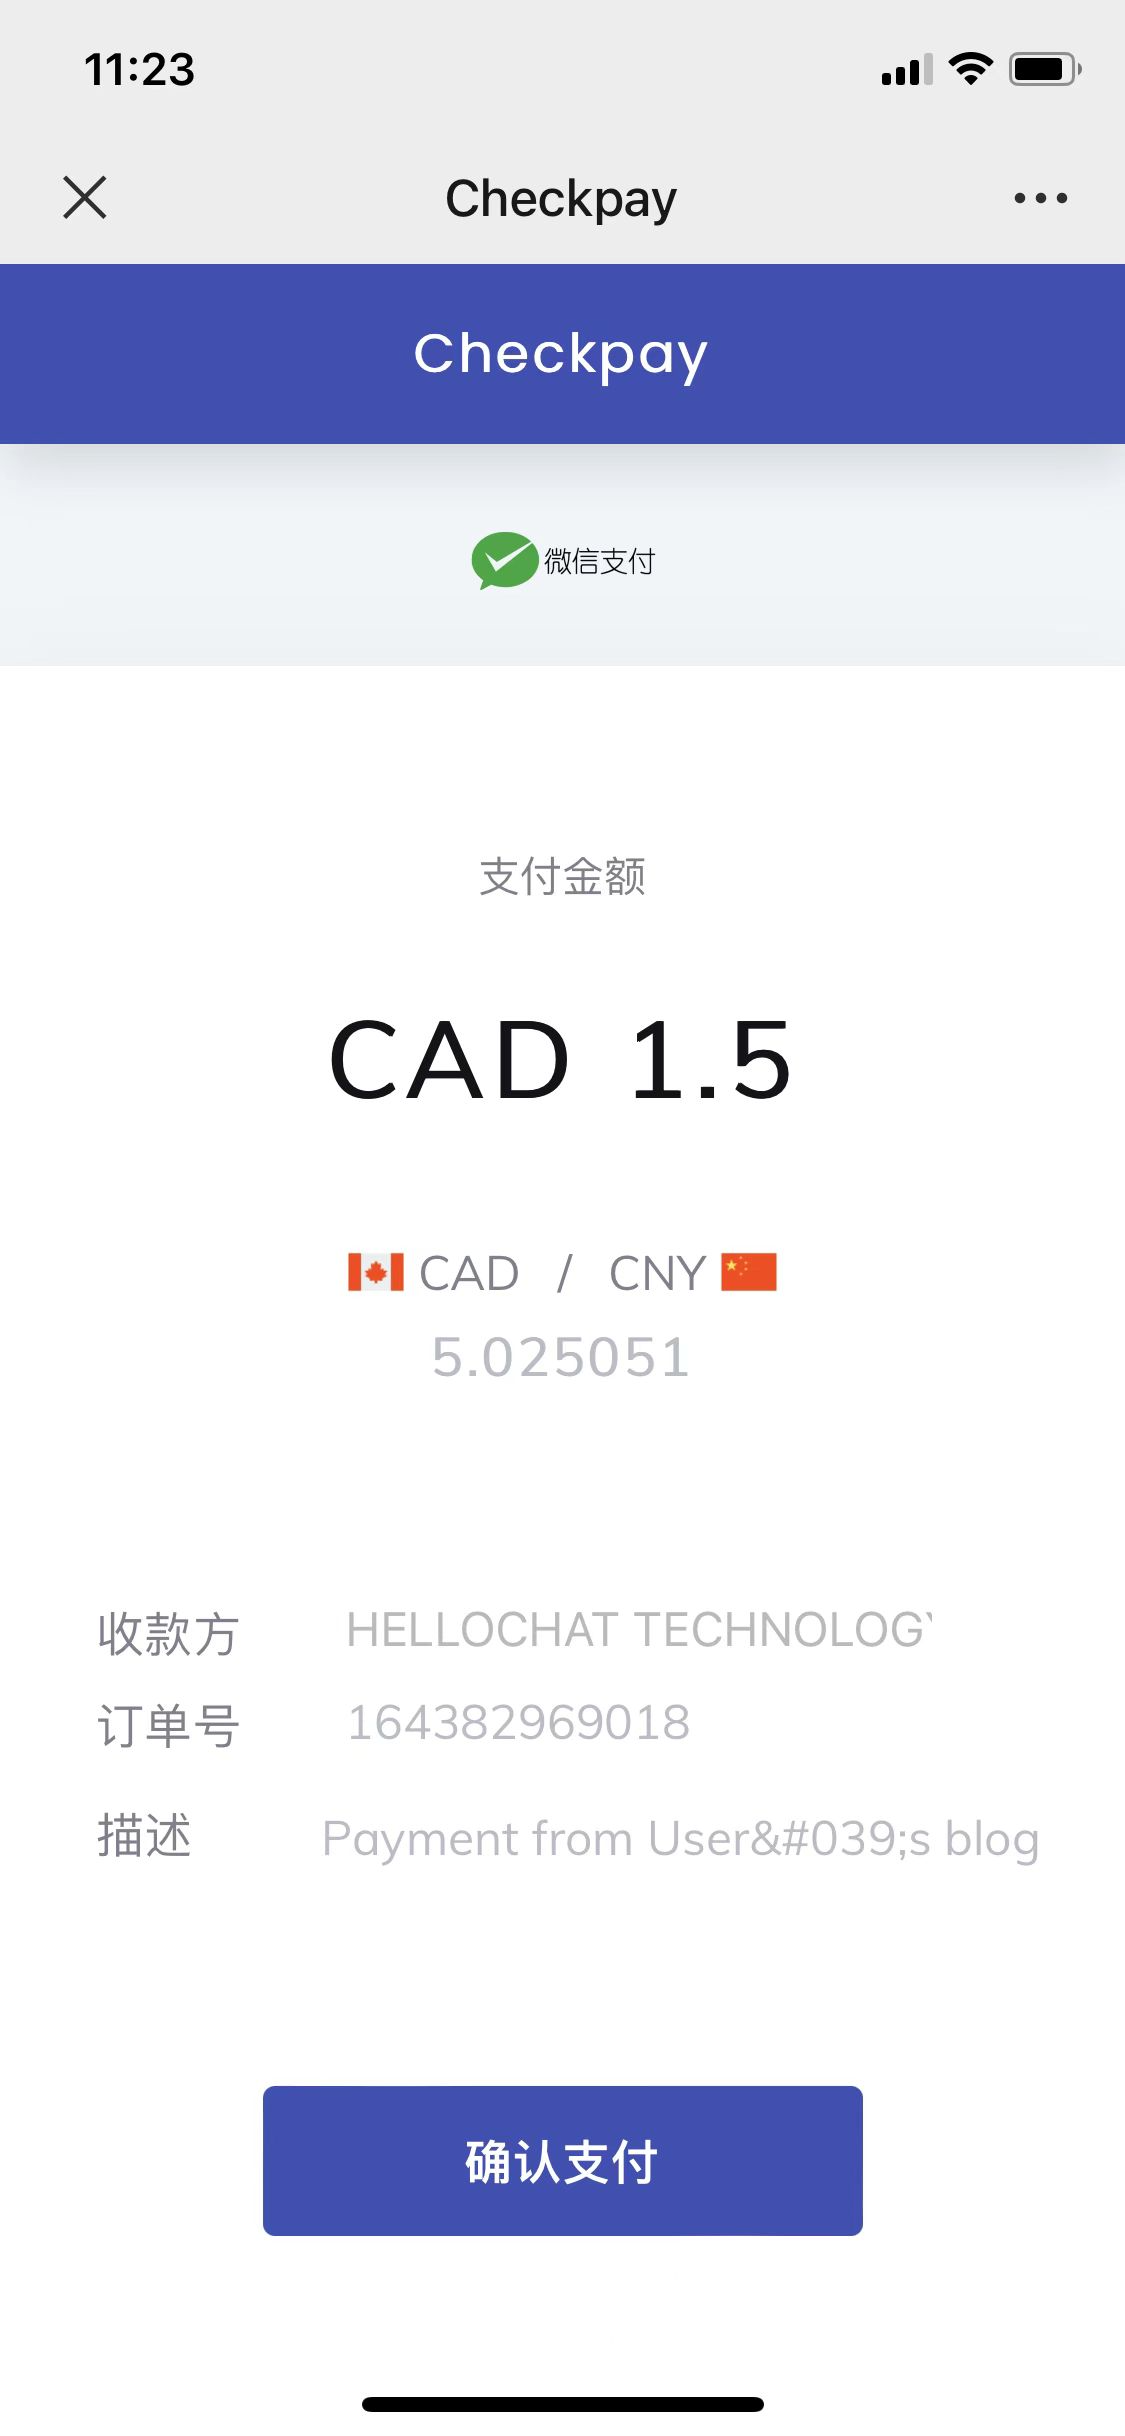 11:23
Checkpay
Checkpay
微信支付
支付金额
CAD 1.5
CAD / CNY
5.025051
收款方 HELLOCHAT TECHNOLOGY
订单号 164382969018
描述 Payment from User&#039;s blog
确认支付